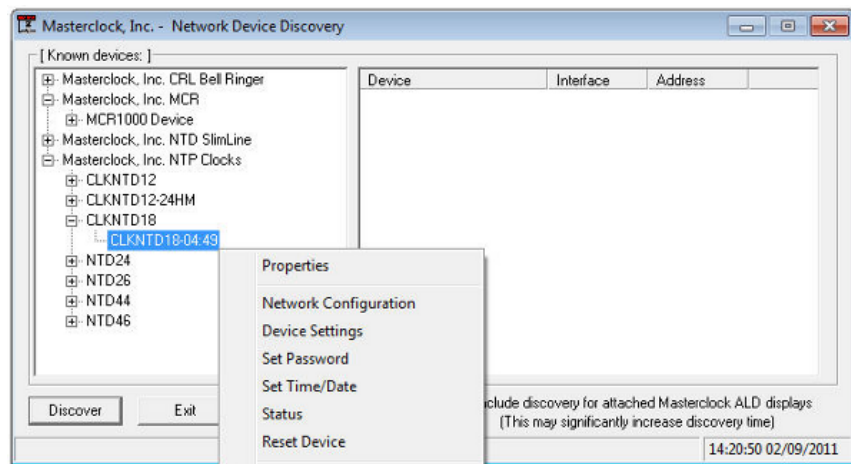 Masterclock, Inc. - Network Device Discovery
[ Known devices: ]
Masterclock, Inc. CRL Bell Ringer
Masterclock, Inc. MCR
MCR1000 Device
Masterclock, Inc. NTD SlimLine
Masterclock, Inc. NTP Clocks
CLKNTD12
CLKNTD12-24HM
CLKNTD18
CLKNTD18-04:49
NTD24
NTD26
NTD44
NTD46
Device Interface Address
Properties
Network Configuration
Device Settings
Set Password
Set Time/Date
Status
Reset Device
Discover Exit
discovery for attached Masterclock ALD displays
(This may significantly increase discovery time)
14:20:50 02/09/2011